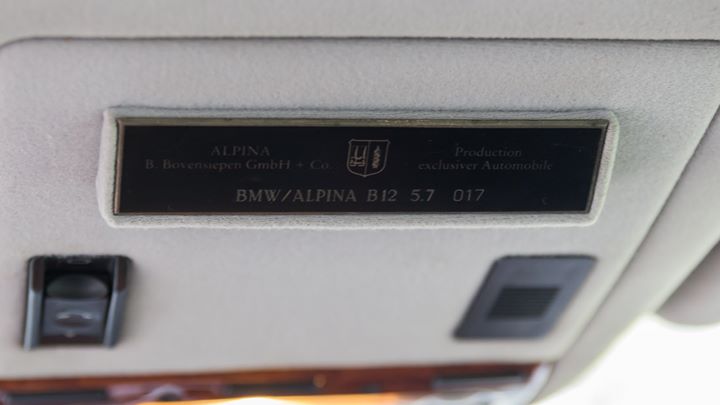 ALPINA
B. Bovensiepen GmbH + Co.
Production
exclusiver Automobile
BMW/ALPINA B12 5.7 017